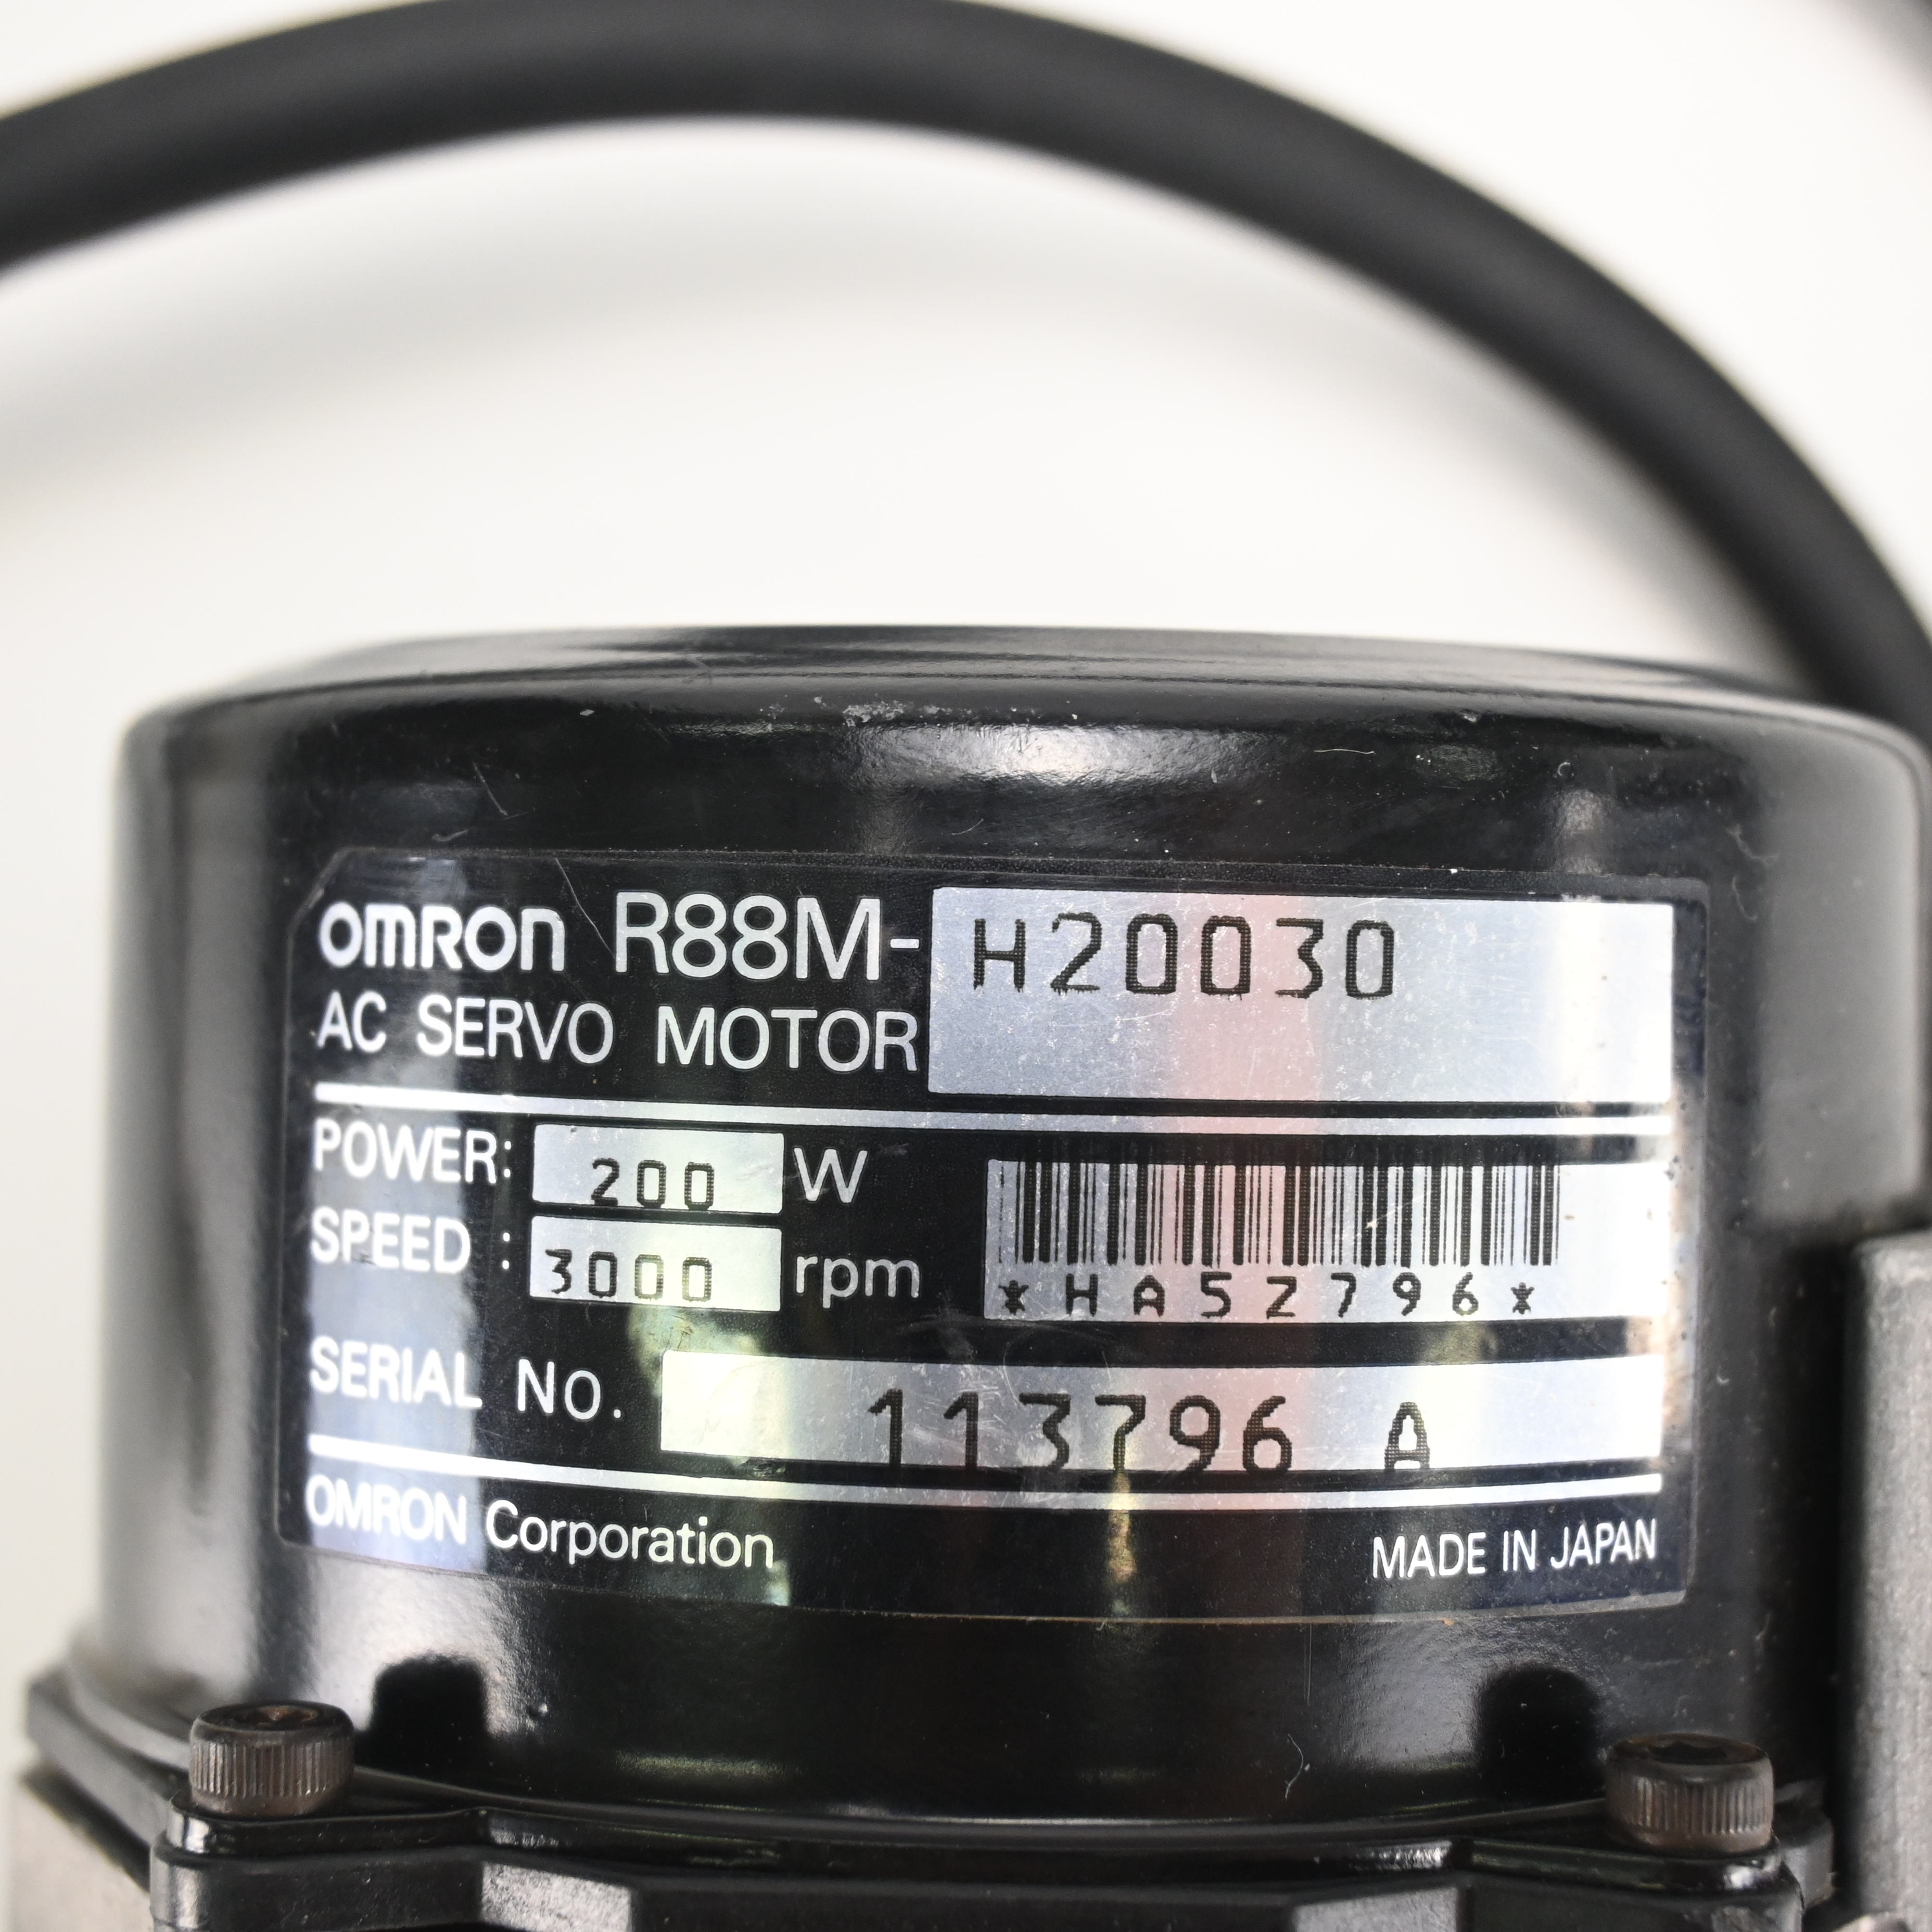 OMRON R88M-H20030
AC SERVO MOTOR
POWER: 200 W
SPEED : 3000 rpm
*HA5Z796*
SERIAL No. 113796 A
OMRON Corporation
MADE IN JAPAN